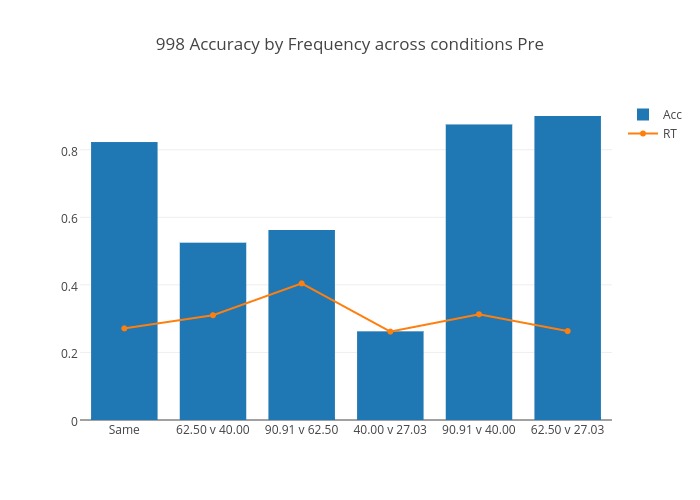 998 Accuracy by Frequency across conditions Pre
Acc
RT
0.8
0.6
0.4
0.2
0
Same 62.50 v 40.00 90.91 v 62.50 40.00 v 27.03 90.91 v 40.00 62.50 v 27.03